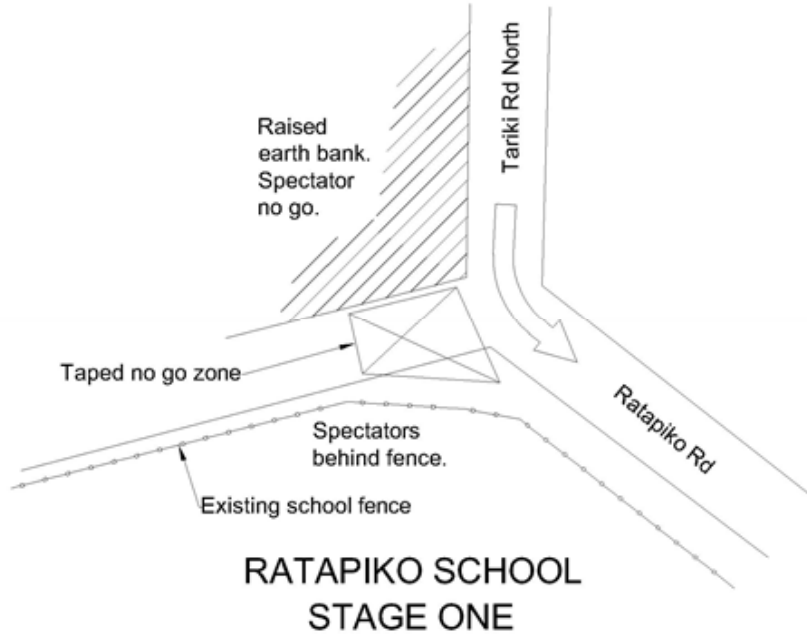 Tariki Rd North
Raised
earth bank.
Spectator
no go.
Taped no go zone
Ratapiko Rd
Spectators
behind fence.
Existing school fence
RATAPIKO SCHOOL
STAGE ONE